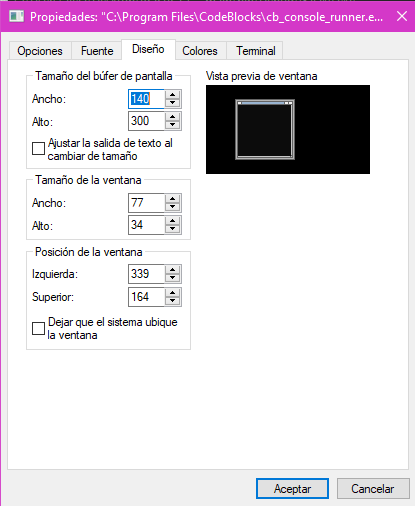 Propiedades: "C:\Program Files\CodeBlocks\cb_console_runner.e...
Opciones Fuente Diseño Colores Terminal
Tamaño del búfer de pantalla
Ancho: 140
Alto: 300
Ajustar la salida de texto al
cambiar de tamaño
Tamaño de la ventana
Ancho: 77
Alto: 34
Posición de la ventana
Izquierda: 339
Superior: 164
Dejar que el sistema ubique
la ventana
Vista previa de ventana
Aceptar Cancelar